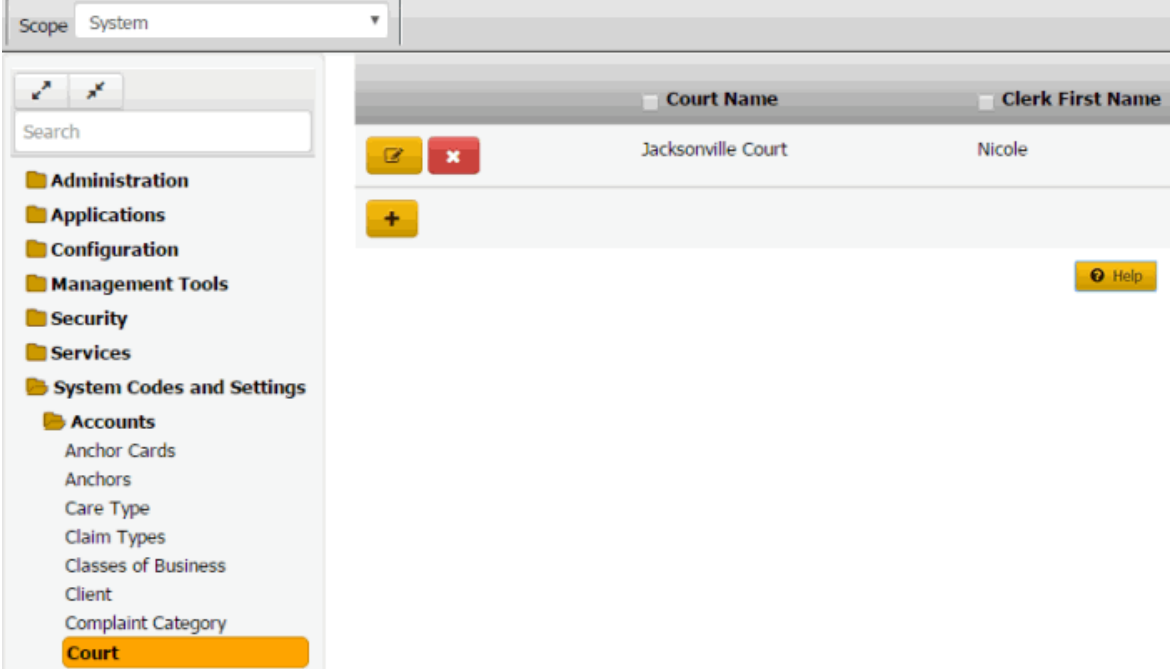 Scope System
Search
Administration
Applications
Configuration
Management Tools
Security
Services
System Codes and Settings
Accounts
Anchor Cards
Anchors
Care Type
Claim Types
Classes of Business
Client
Complaint Category
Court
Court Name Clerk First Name
Jacksonville Court Nicole
Help